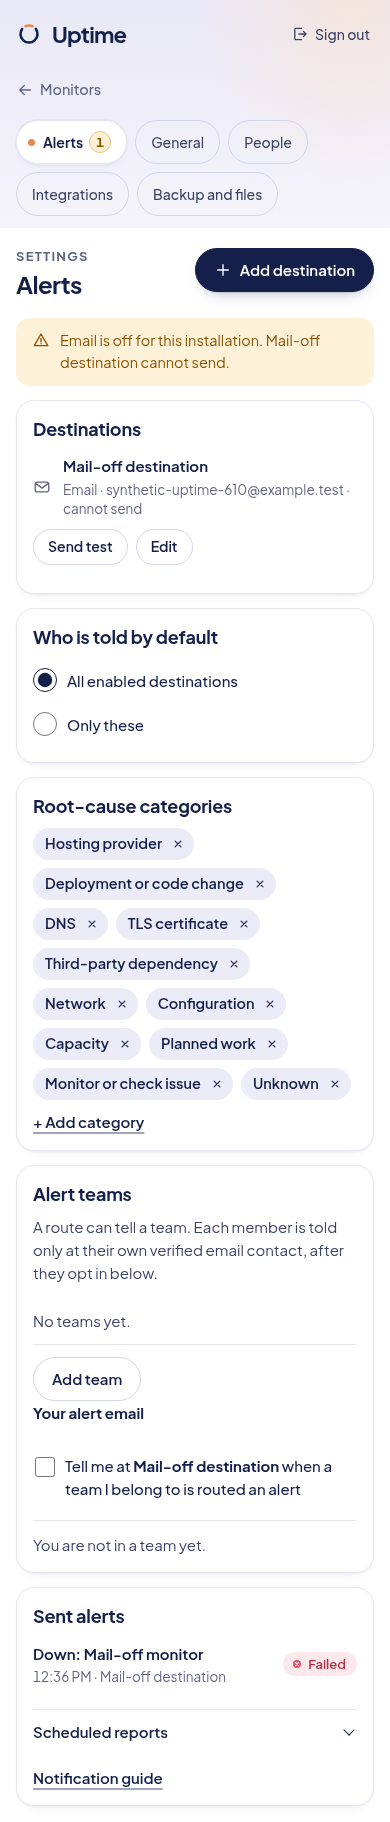 Uptime
Sign out
← Monitors
Alerts 1
General
People
Integrations
Backup and files
SETTINGS
Alerts
+ Add destination
Email is off for this installation. Mail-off
destination cannot send.
Destinations
Mail-off destination
Email · synthetic-uptime-610@example.test ·
cannot send
Send test
Edit
Who is told by default
All enabled destinations
Only these
Root-cause categories
Hosting provider ×
Deployment or code change ×
DNS × TLS certificate ×
Third-party dependency ×
Network × Configuration ×
Capacity × Planned work ×
Monitor or check issue × Unknown ×
+ Add category
Alert teams
A route can tell a team. Each member is told
only at their own verified email contact, after
they opt in below.
No teams yet.
Add team
Your alert email
Tell me at Mail-off destination when a
team I belong to is routed an alert
You are not in a team yet.
Sent alerts
Down: Mail-off monitor
12:36 PM · Mail-off destination
Failed
Scheduled reports
Notification guide